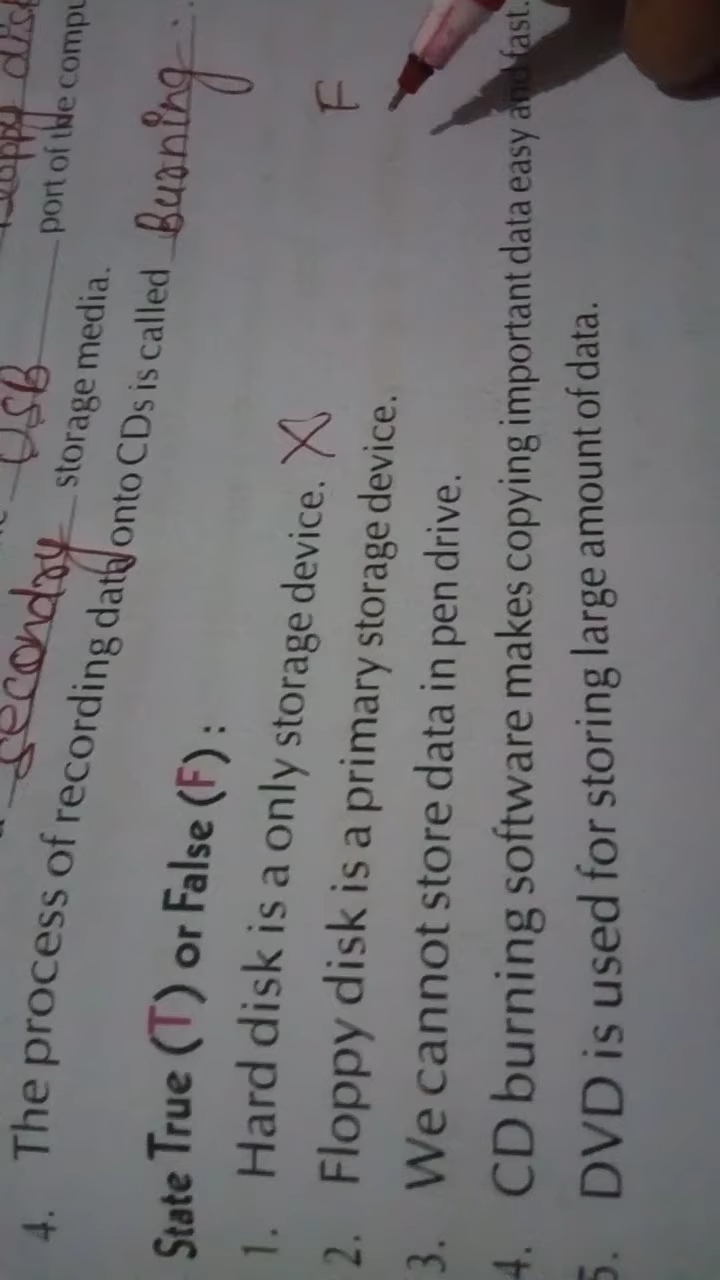 USB port of the compu
seconday storage media.
4. The process of recording data onto CDs is called Burning.
State True (T) or False (F) :
1. Hard disk is a only storage device. X
F
2. Floppy disk is a primary storage device.
3. We cannot store data in pen drive.
4. CD burning software makes copying important data easy and fast.
5. DVD is used for storing large amount of data.